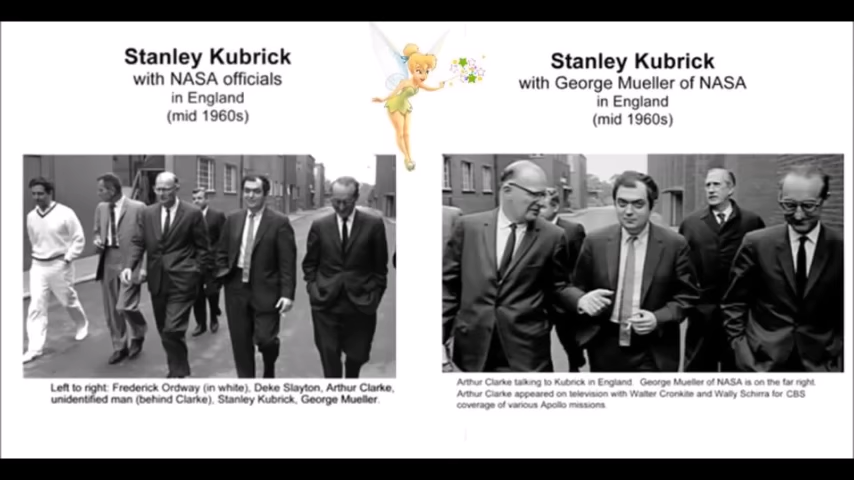 Stanley Kubrick
with NASA officials
in England
(mid 1960s)
Left to right: Frederick Ordway (in white), Deke Slayton, Arthur Clarke,
unidentified man (behind Clarke), Stanley Kubrick, George Mueller.
Stanley Kubrick
with George Mueller of NASA
in England
(mid 1960s)
Arthur Clarke talking to Kubrick in England. George Mueller of NASA is on the far right.
Arthur Clarke appeared on television with Walter Cronkite and Wally Schirra for CBS
coverage of various Apollo missions.